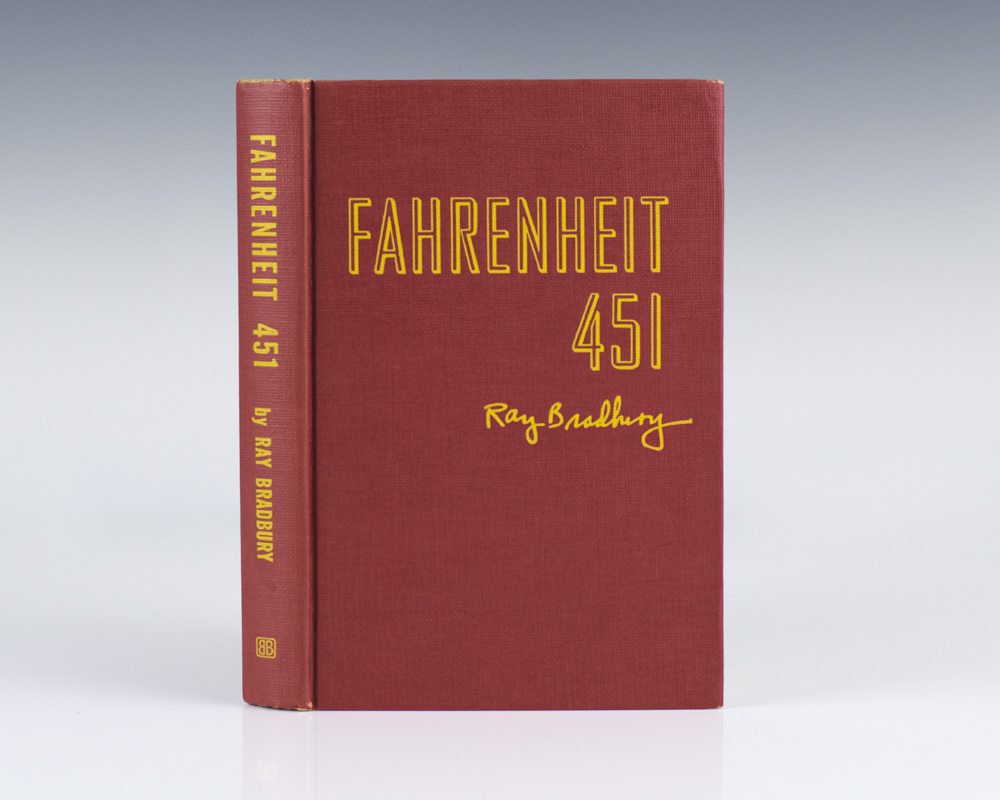 FAHRENHEIT 451 by RAY BRADBURY
BB
FAHRENHEIT
451
Ray Bradbury